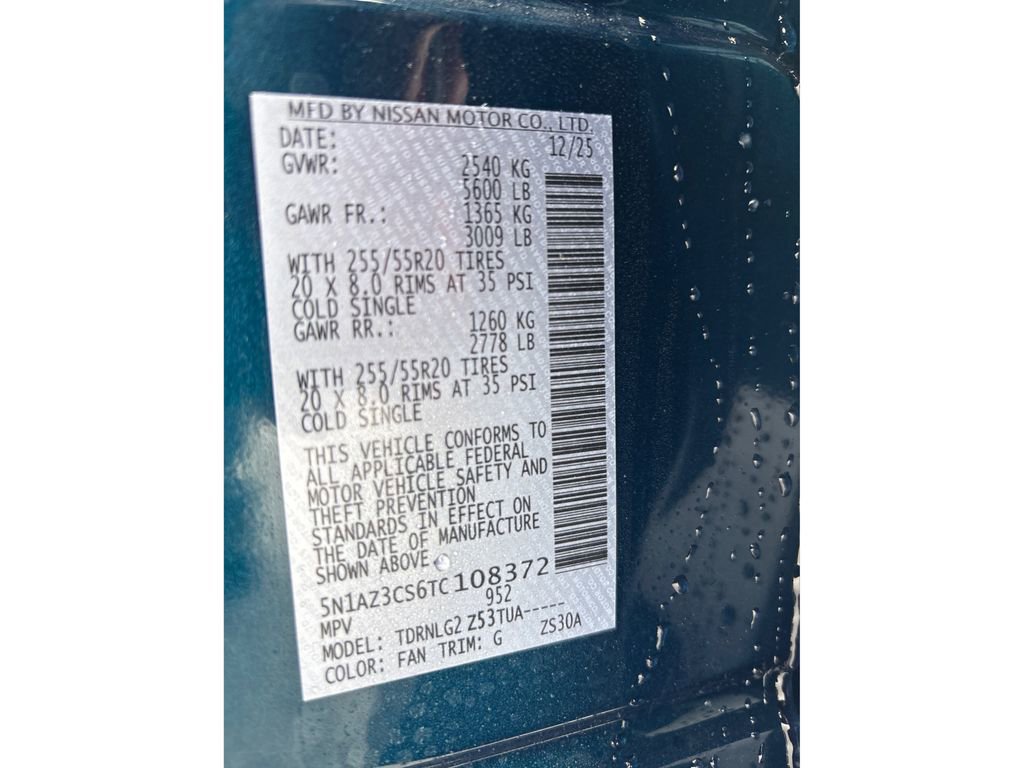 MFD BY NISSAN MOTOR CO., LTD.
DATE: 12/25
GVWR: 2540 KG
5600 LB
GAWR FR.: 1365 KG
3009 LB
WITH 255/55R20 TIRES
20 X 8.0 RIMS AT 35 PSI
COLD SINGLE
GAWR RR.: 1260 KG
2778 LB
WITH 255/55R20 TIRES
20 X 8.0 RIMS AT 35 PSI
COLD SINGLE
THIS VEHICLE CONFORMS TO
ALL APPLICABLE FEDERAL
MOTOR VEHICLE SAFETY AND
THEFT PREVENTION
STANDARDS IN EFFECT ON
THE DATE OF MANUFACTURE
SHOWN ABOVE.
5N1AZ3CS6TC108372
MPV 952
MODEL: TDRNLG2 Z53TUA-----
COLOR: FAN TRIM: G ZS30A